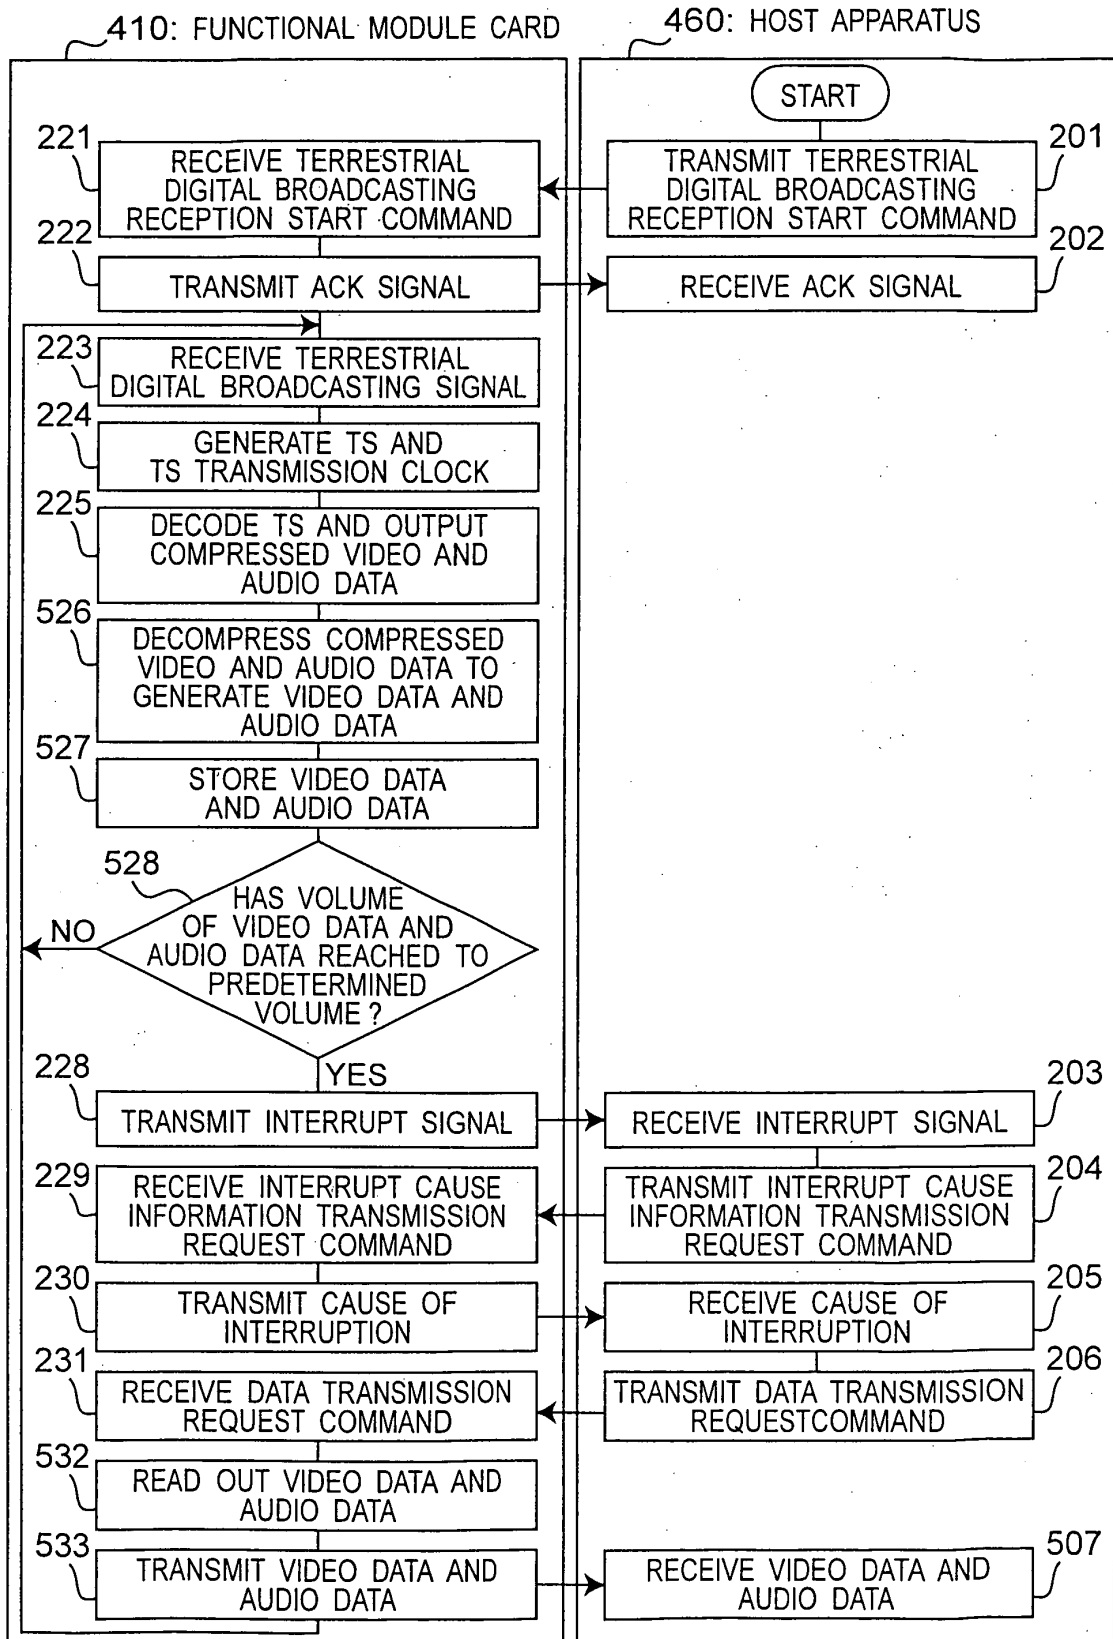 410: FUNCTIONAL MODULE CARD
460: HOST APPARATUS
START
221
RECEIVE TERRESTRIAL
DIGITAL BROADCASTING
RECEPTION START COMMAND
201
TRANSMIT TERRESTRIAL
DIGITAL BROADCASTING
RECEPTION START COMMAND
222
TRANSMIT ACK SIGNAL
202
RECEIVE ACK SIGNAL
223
RECEIVE TERRESTRIAL
DIGITAL BROADCASTING SIGNAL
224
GENERATE TS AND
TS TRANSMISSION CLOCK
225
DECODE TS AND OUTPUT
COMPRESSED VIDEO AND
AUDIO DATA
526
DECOMPRESS COMPRESSED
VIDEO AND AUDIO DATA TO
GENERATE VIDEO DATA AND
AUDIO DATA
527
STORE VIDEO DATA
AND AUDIO DATA
528
HAS VOLUME
OF VIDEO DATA AND
AUDIO DATA REACHED TO
PREDETERMINED
VOLUME ?
NO
YES
228
TRANSMIT INTERRUPT SIGNAL
203
RECEIVE INTERRUPT SIGNAL
229
RECEIVE INTERRUPT CAUSE
INFORMATION TRANSMISSION
REQUEST COMMAND
204
TRANSMIT INTERRUPT CAUSE
INFORMATION TRANSMISSION
REQUEST COMMAND
230
TRANSMIT CAUSE OF
INTERRUPTION
205
RECEIVE CAUSE OF
INTERRUPTION
231
RECEIVE DATA TRANSMISSION
REQUEST COMMAND
206
TRANSMIT DATA TRANSMISSION
REQUESTCOMMAND
532
READ OUT VIDEO DATA AND
AUDIO DATA
533
TRANSMIT VIDEO DATA AND
AUDIO DATA
507
RECEIVE VIDEO DATA AND
AUDIO DATA